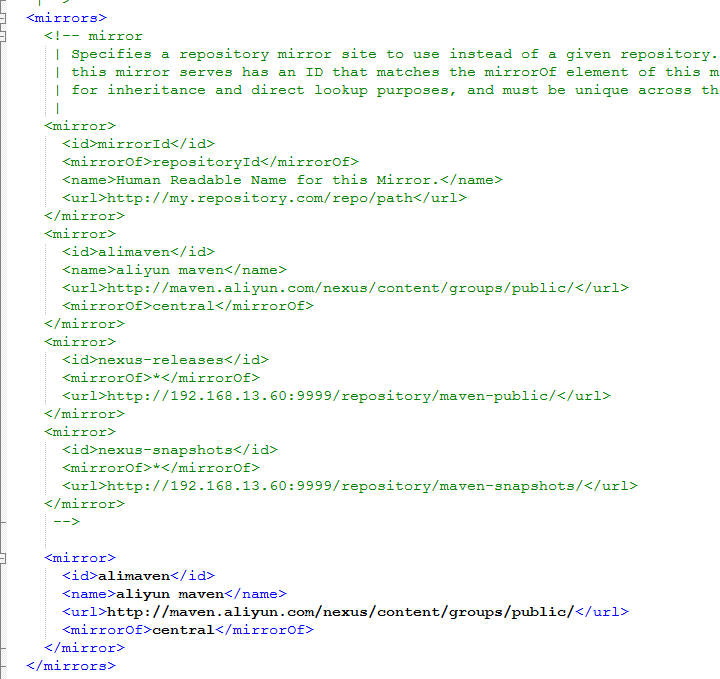 <mirrors>
<!-- mirror
| Specifies a repository mirror site to use instead of a given repository.
| this mirror serves has an ID that matches the mirrorOf element of this m
| for inheritance and direct lookup purposes, and must be unique across th
|
<mirror>
<id>mirrorId</id>
<mirrorOf>repositoryId</mirrorOf>
<name>Human Readable Name for this Mirror.</name>
<url>http://my.repository.com/repo/path</url>
</mirror>
<mirror>
<id>alimaven</id>
<name>aliyun maven</name>
<url>http://maven.aliyun.com/nexus/content/groups/public/</url>
<mirrorOf>central</mirrorOf>
</mirror>
<mirror>
<id>nexus-releases</id>
<mirrorOf>*</mirrorOf>
<url>http://192.168.13.60:9999/repository/maven-public/</url>
</mirror>
<mirror>
<id>nexus-snapshots</id>
<mirrorOf>*</mirrorOf>
<url>http://192.168.13.60:9999/repository/maven-snapshots/</url>
</mirror>
-->
<mirror>
<id>alimaven</id>
<name>aliyun maven</name>
<url>http://maven.aliyun.com/nexus/content/groups/public/</url>
<mirrorOf>central</mirrorOf>
</mirror>
</mirrors>